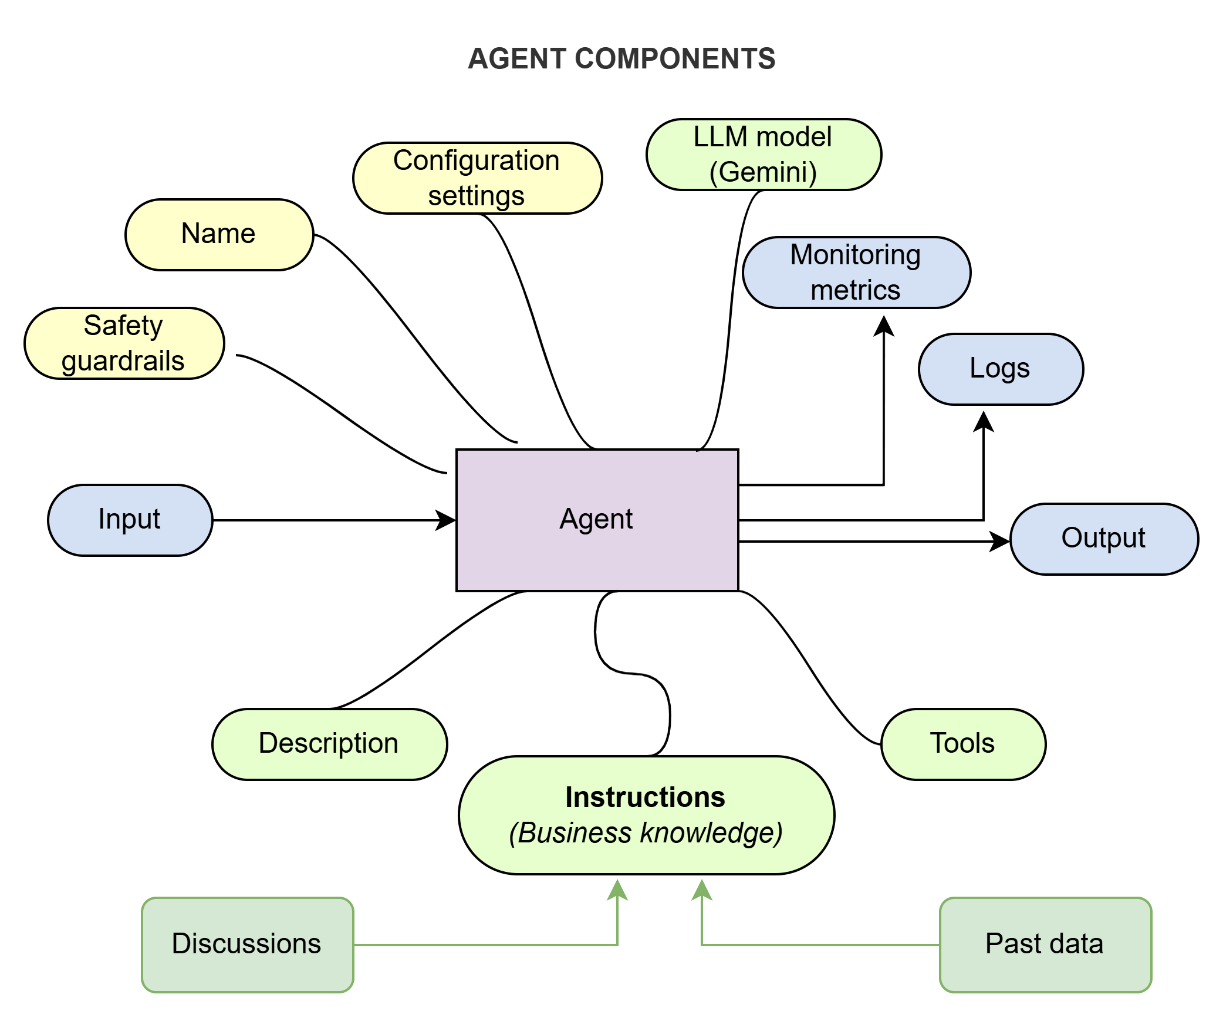 AGENT COMPONENTS
LLM model
(Gemini)
Configuration
settings
Name
Monitoring
metrics
Safety
guardrails
Logs
Input
Agent
Output
Description
Tools
Instructions
(Business knowledge)
Discussions
Past data